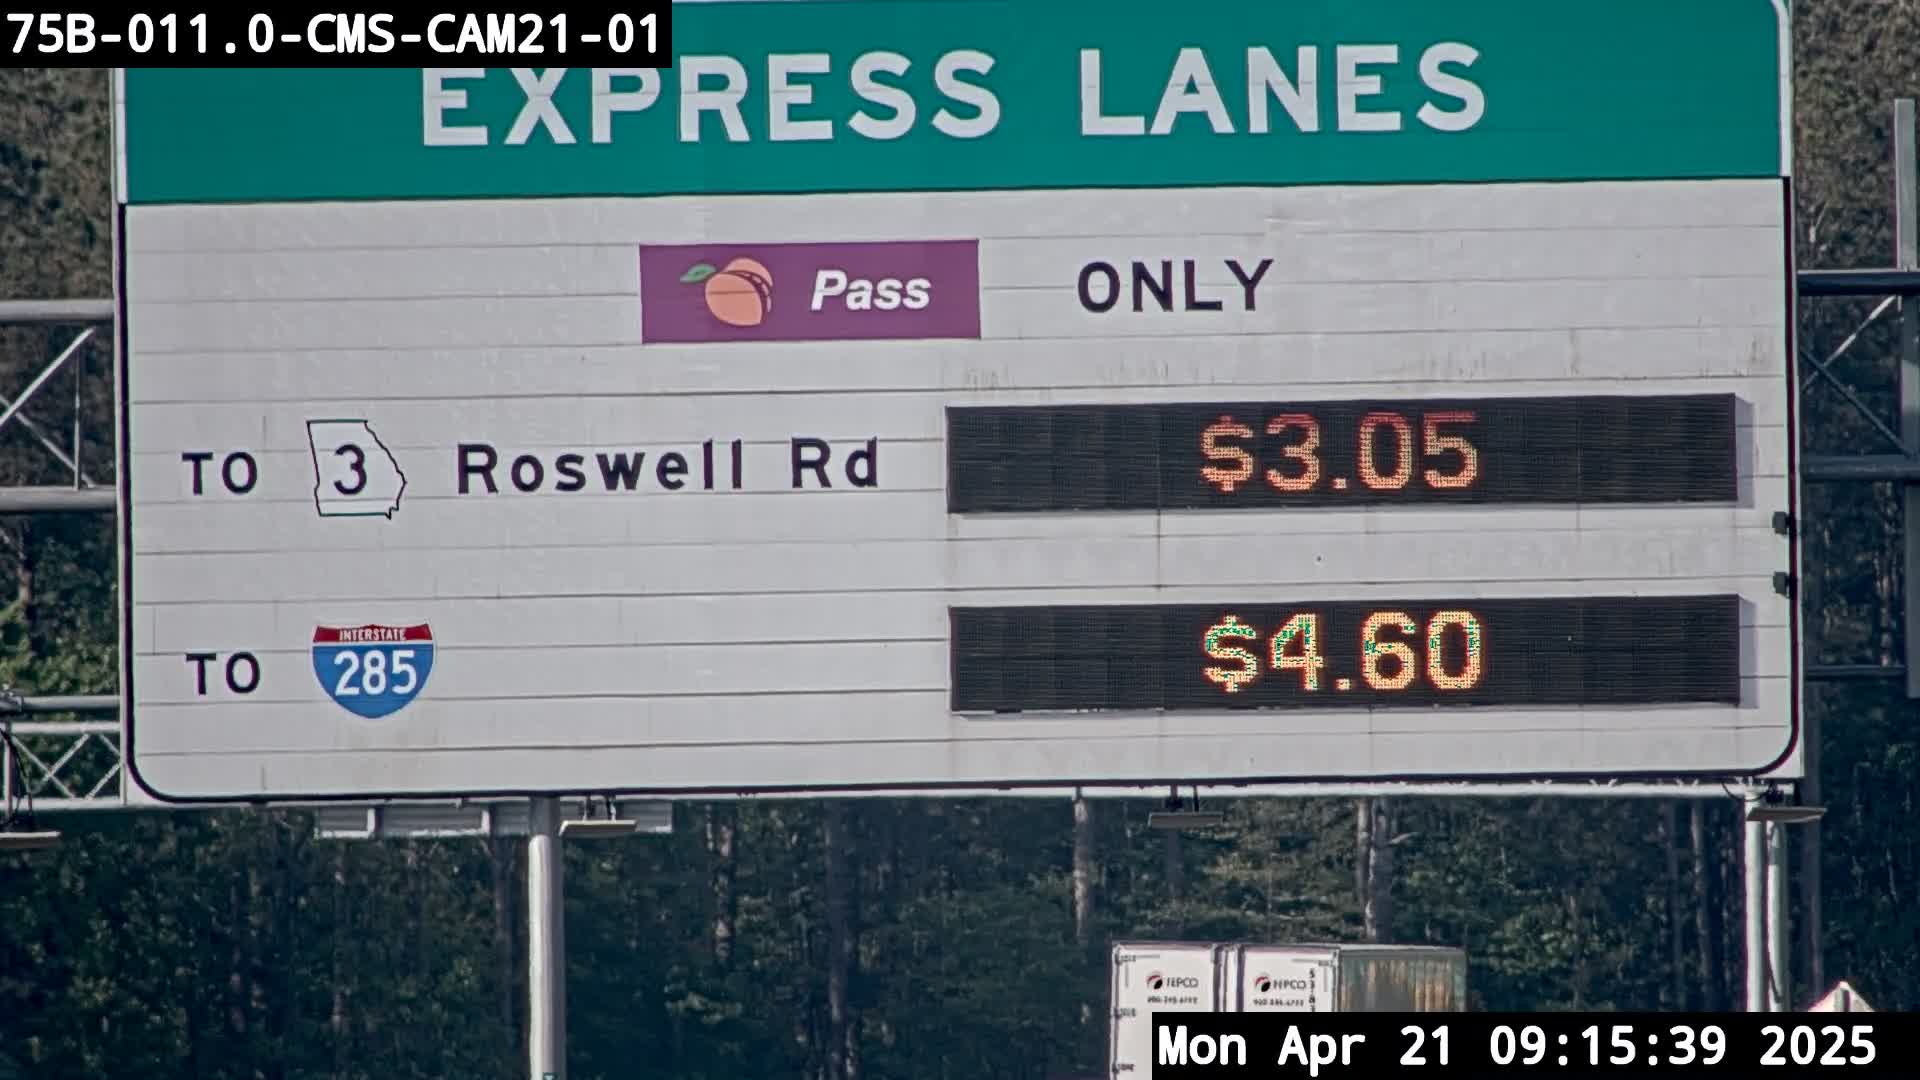 75B-011.0-CMS-CAM21-01
EXPRESS LANES
Pass ONLY
TO 3 Roswell Rd $3.05
TO INTERSTATE 285 $4.60
Mon Apr 21 09:15:39 2025